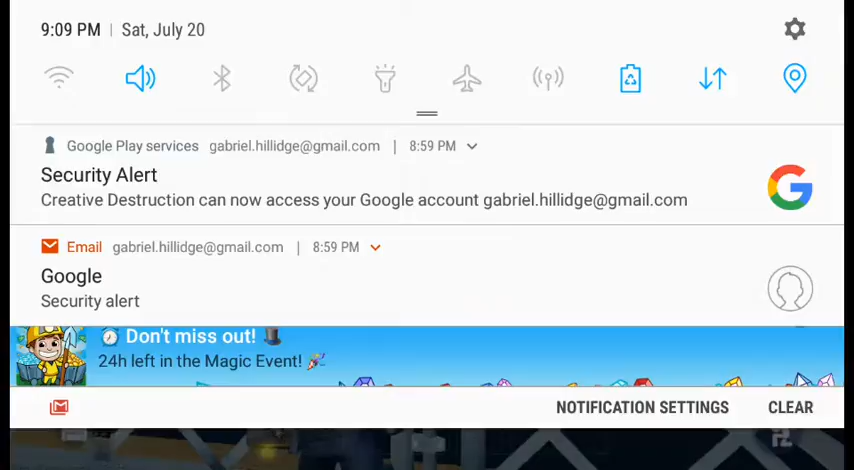 9:09 PM | Sat, July 20
Google Play services gabriel.hillidge@gmail.com | 8:59 PM
Security Alert
Creative Destruction can now access your Google account gabriel.hillidge@gmail.com
Email gabriel.hillidge@gmail.com | 8:59 PM
Google
Security alert
⏰ Don't miss out! 🎩
24h left in the Magic Event! 🎉
NOTIFICATION SETTINGS CLEAR